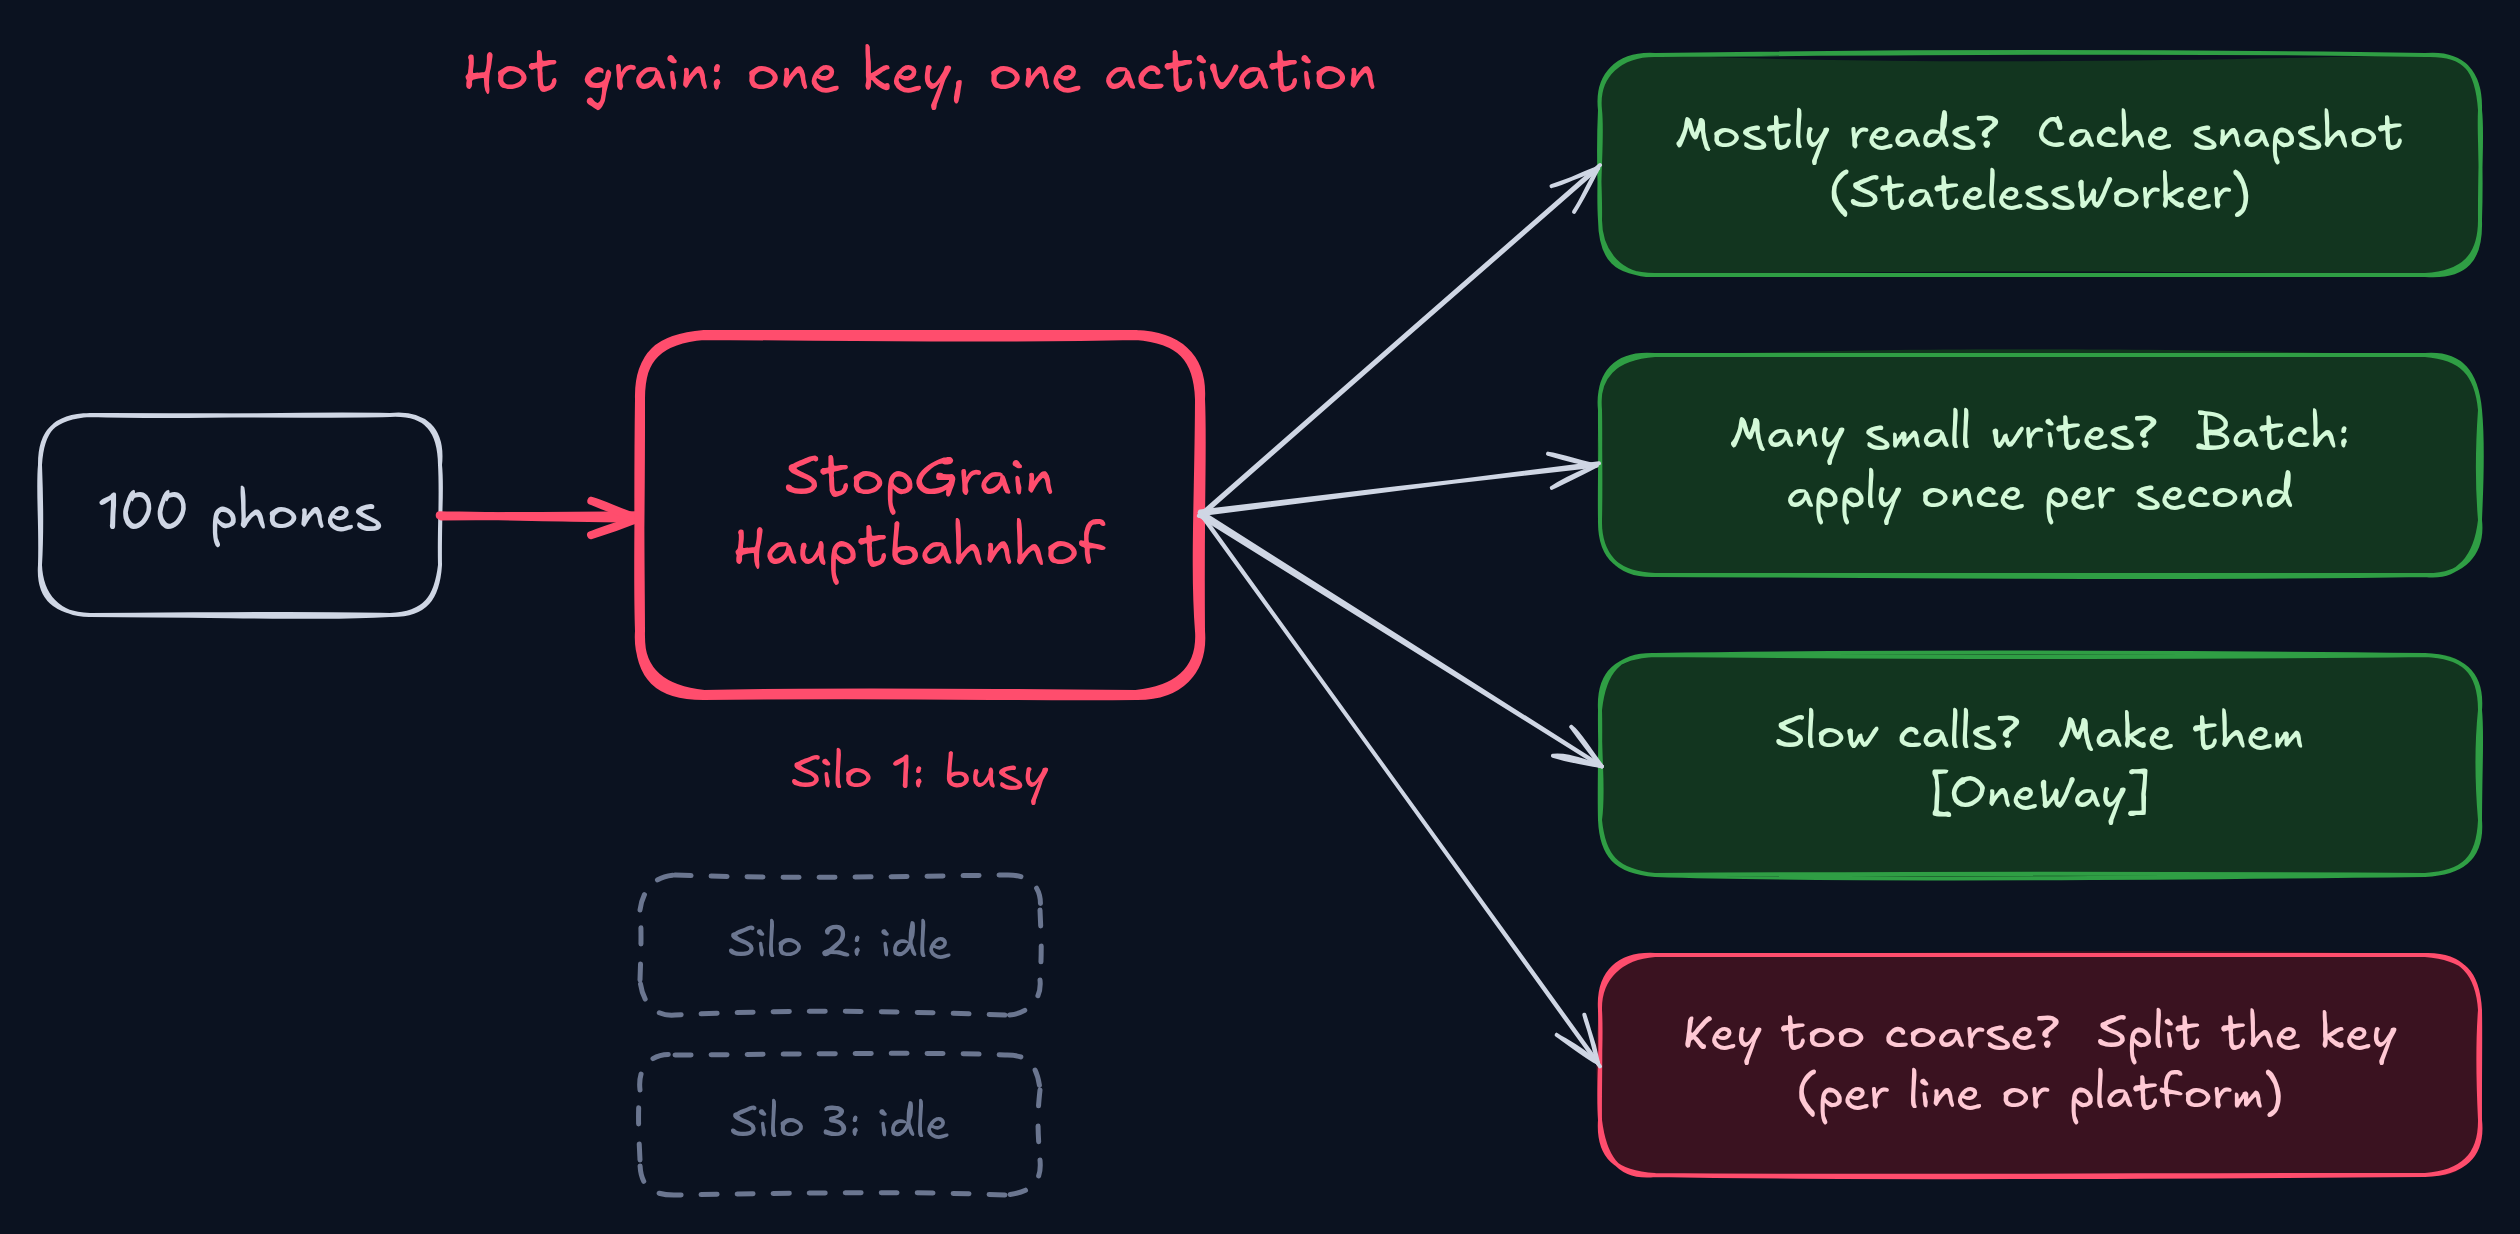 Hot grain: one key, one activation
100 phones
StopGrain
Hauptbahnhof
Silo 1: busy
Silo 2: idle
Silo 3: idle
Mostly reads? Cache snapshot
(StatelessWorker)
Many small writes? Batch:
apply once per second
Slow calls? Make them
[OneWay]
Key too coarse? Split the key
(per line or platform)